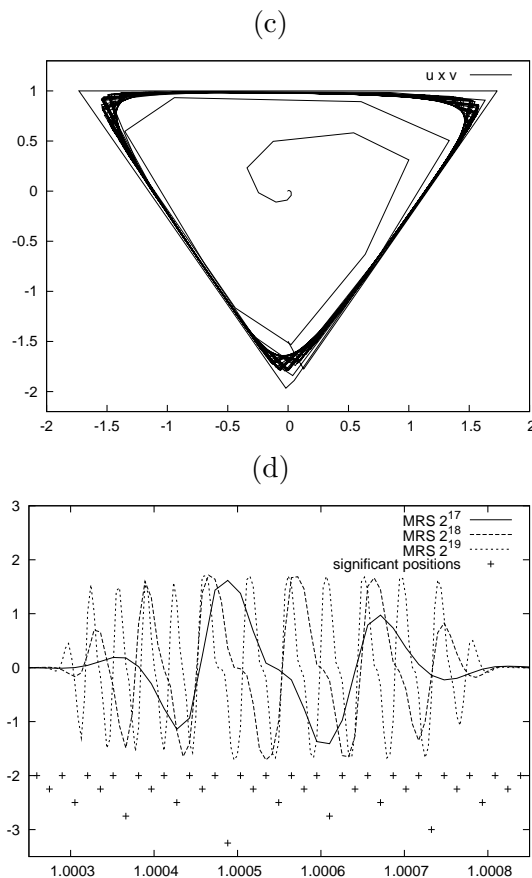 (c)
u x v
1
0.5
0
-0.5
-1
-1.5
-2
-2 -1.5 -1 -0.5 0 0.5 1 1.5 2
(d)
3
2
1
0
-1
-2
-3
MRS 2^17
MRS 2^18
MRS 2^19
significant positions
1.0003 1.0004 1.0005 1.0006 1.0007 1.0008